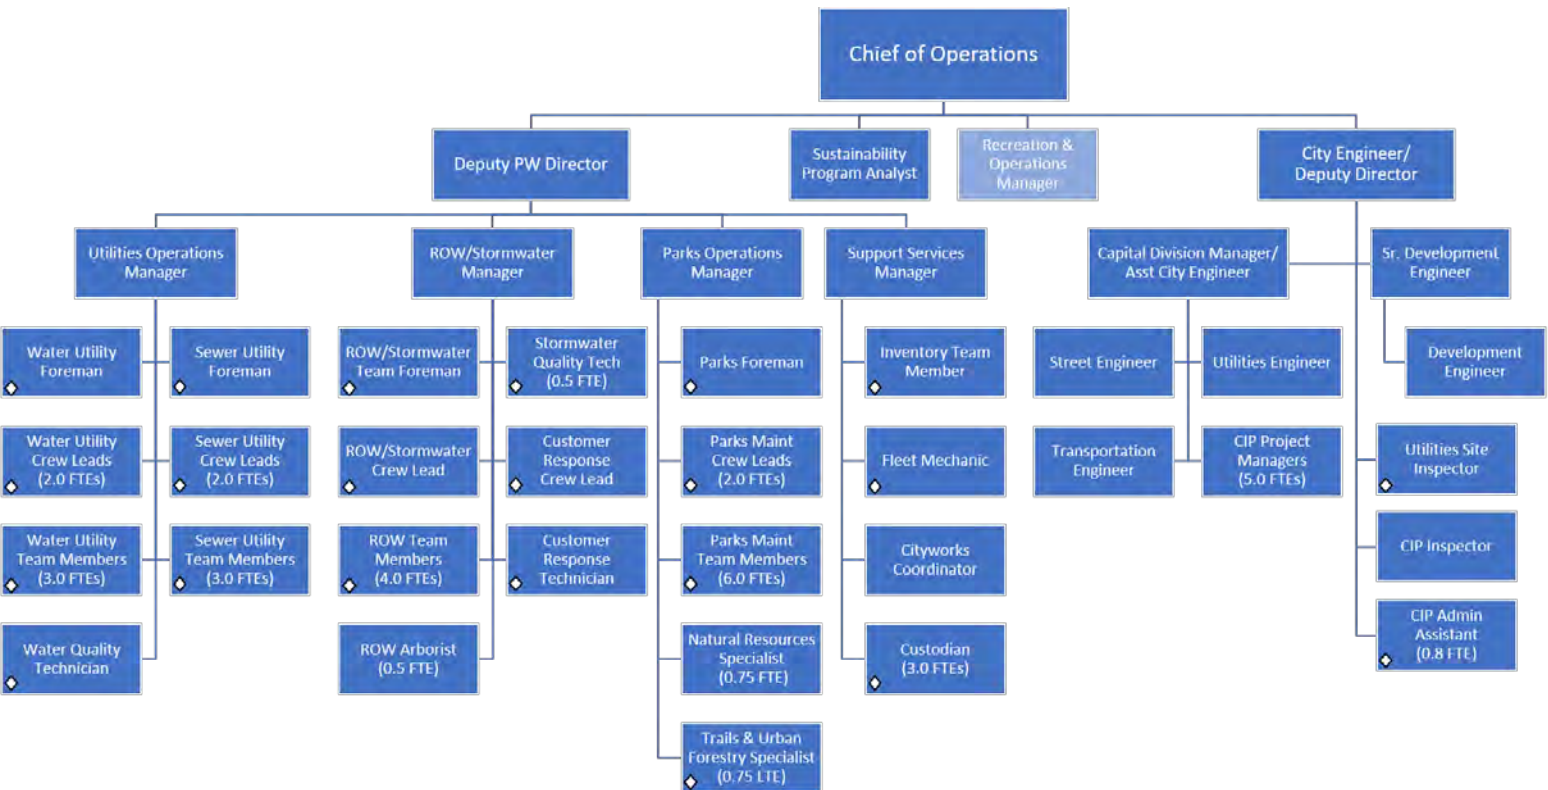 Chief of Operations
Deputy PW Director
Sustainability
Program Analyst
Recreation &
Operations
Manager
City Engineer/
Deputy Director
Utilities Operations
Manager
ROW/Stormwater
Manager
Parks Operations
Manager
Support Services
Manager
Capital Division Manager/
Asst City Engineer
Sr. Development
Engineer
Water Utility
Foreman
Sewer Utility
Foreman
ROW/Stormwater
Team Foreman
Stormwater
Quality Tech
(0.5 FTE)
Parks Foreman
Inventory Team
Member
Street Engineer
Utilities Engineer
Development
Engineer
Water Utility
Crew Leads
(2.0 FTEs)
Sewer Utility
Crew Leads
(2.0 FTEs)
ROW/Stormwater
Crew Lead
Customer
Response
Crew Lead
Parks Maint
Crew Leads
(2.0 FTEs)
Fleet Mechanic
Transportation
Engineer
CIP Project
Managers
(5.0 FTEs)
Utilities Site
Inspector
Water Utility
Team Members
(3.0 FTEs)
Sewer Utility
Team Members
(3.0 FTEs)
ROW Team
Members
(4.0 FTEs)
Customer
Response
Technician
Parks Maint
Team Members
(6.0 FTEs)
Cityworks
Coordinator
CIP Inspector
Water Quality
Technician
ROW Arborist
(0.5 FTE)
Natural Resources
Specialist
(0.75 FTE)
Custodian
(3.0 FTEs)
CIP Admin
Assistant
(0.8 FTE)
Trails & Urban
Forestry Specialist
(0.75 LTE)